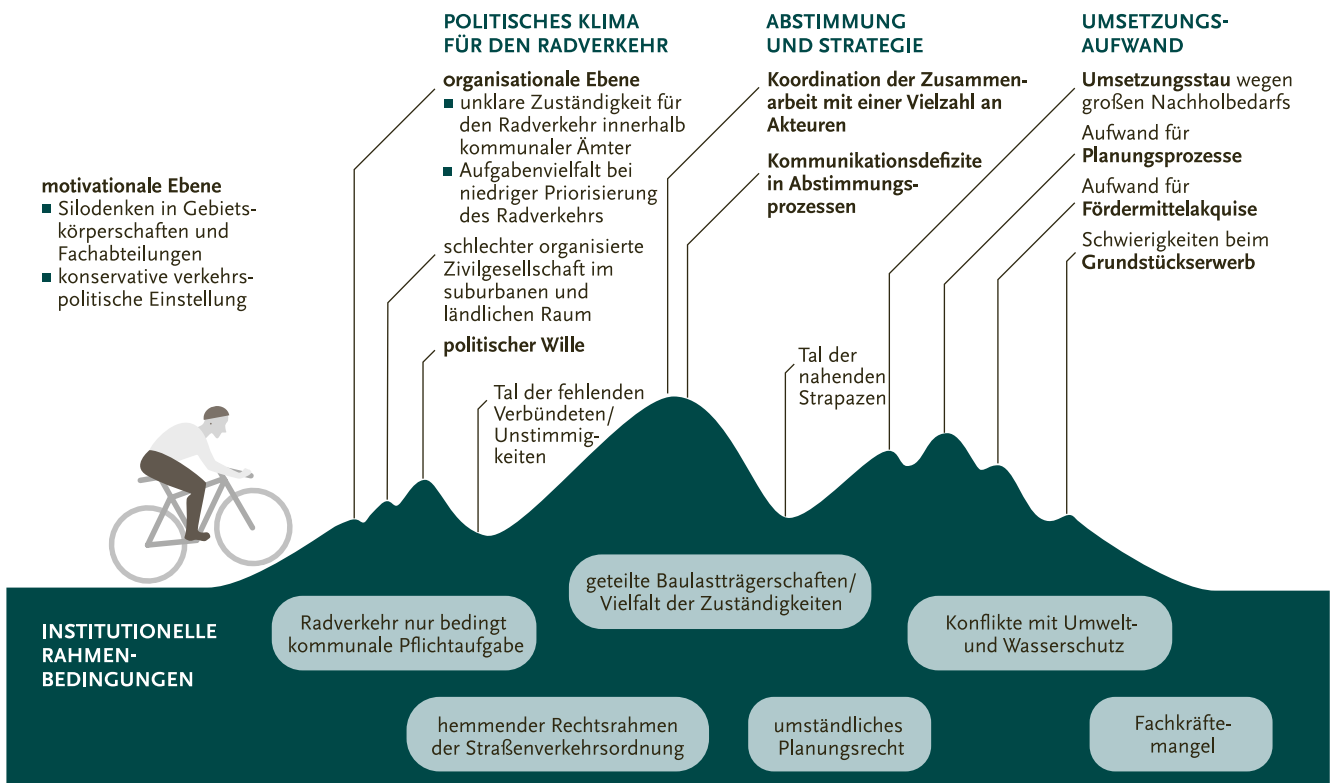 POLITISCHES KLIMA
FÜR DEN RADVERKEHR
organisationale Ebene
■ unklare Zuständigkeit für
den Radverkehr innerhalb
kommunaler Ämter
■ Aufgabenvielfalt bei
niedriger Priorisierung
des Radverkehrs
schlechter organisierte
Zivilgesellschaft im
suburbanen und
ländlichen Raum
politischer Wille
motivationale Ebene
■ Silodenken in Gebiets-
körperschaften und
Fachabteilungen
■ konservative verkehrs-
politische Einstellung
Tal der fehlenden
Verbündeten/
Unstimmig-
keiten
ABSTIMMUNG
UND STRATEGIE
Koordination der Zusammen-
arbeit mit einer Vielzahl an
Akteuren
Kommunikationsdefizite
in Abstimmungs-
prozessen
Tal der
nahenden
Strapazen
UMSETZUNGS-
AUFWAND
Umsetzungsstau wegen
großen Nachholbedarfs
Aufwand für
Planungsprozesse
Aufwand für
Fördermittelakquise
Schwierigkeiten beim
Grundstückserwerb
INSTITUTIONELLE
RAHMEN-
BEDINGUNGEN
Radverkehr nur bedingt
kommunale Pflichtaufgabe
geteilte Baulastträgerschaften/
Vielfalt der Zuständigkeiten
Konflikte mit Umwelt-
und Wasserschutz
hemmender Rechtsrahmen
der Straßenverkehrsordnung
umständliches
Planungsrecht
Fachkräfte-
mangel